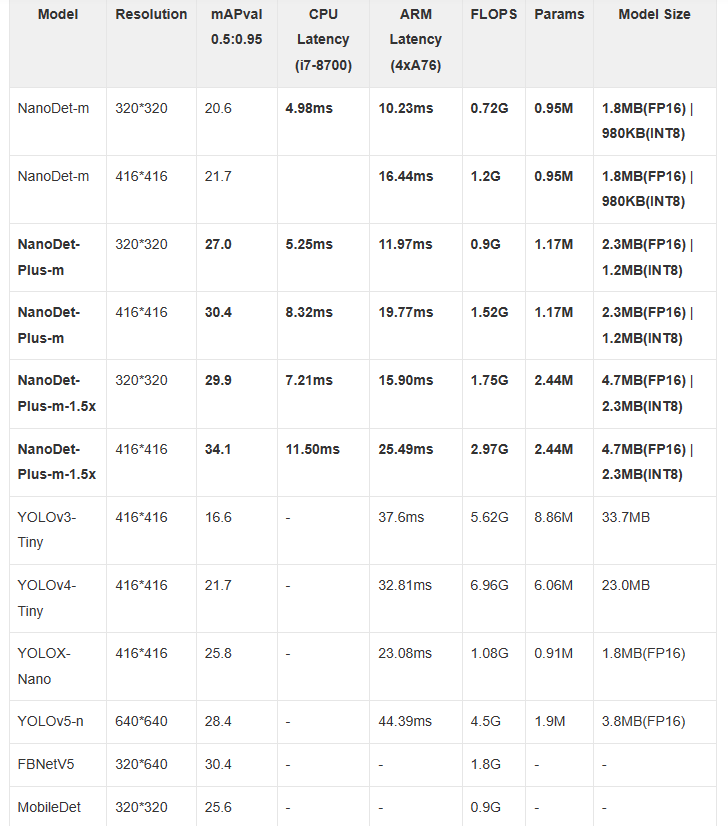 Model Resolution mAPval CPU ARM FLOPS Params Model Size
0.5:0.95 Latency Latency
(i7-8700) (4xA76)
NanoDet-m 320*320 20.6 4.98ms 10.23ms 0.72G 0.95M 1.8MB(FP16) |
980KB(INT8)
NanoDet-m 416*416 21.7 16.44ms 1.2G 0.95M 1.8MB(FP16) |
980KB(INT8)
NanoDet- 320*320 27.0 5.25ms 11.97ms 0.9G 1.17M 2.3MB(FP16) |
Plus-m 1.2MB(INT8)
NanoDet- 416*416 30.4 8.32ms 19.77ms 1.52G 1.17M 2.3MB(FP16) |
Plus-m 1.2MB(INT8)
NanoDet- 320*320 29.9 7.21ms 15.90ms 1.75G 2.44M 4.7MB(FP16) |
Plus-m-1.5x 2.3MB(INT8)
NanoDet- 416*416 34.1 11.50ms 25.49ms 2.97G 2.44M 4.7MB(FP16) |
Plus-m-1.5x 2.3MB(INT8)
YOLOv3- 416*416 16.6 - 37.6ms 5.62G 8.86M 33.7MB
Tiny
YOLOv4- 416*416 21.7 - 32.81ms 6.96G 6.06M 23.0MB
Tiny
YOLOX- 416*416 25.8 - 23.08ms 1.08G 0.91M 1.8MB(FP16)
Nano
YOLOv5-n 640*640 28.4 - 44.39ms 4.5G 1.9M 3.8MB(FP16)
FBNetV5 320*640 30.4 - - 1.8G - -
MobileDet 320*320 25.6 - - 0.9G - -